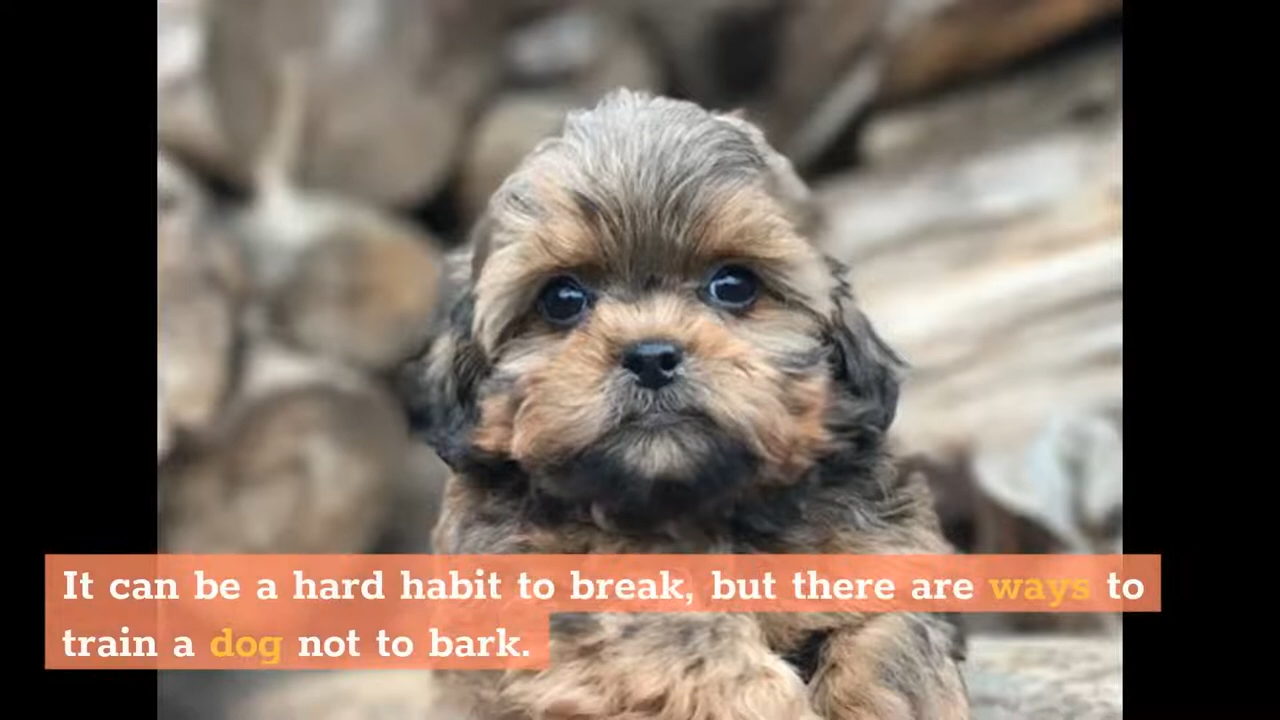 It can be a hard habit to break, but there are ways to
train a dog not to bark.